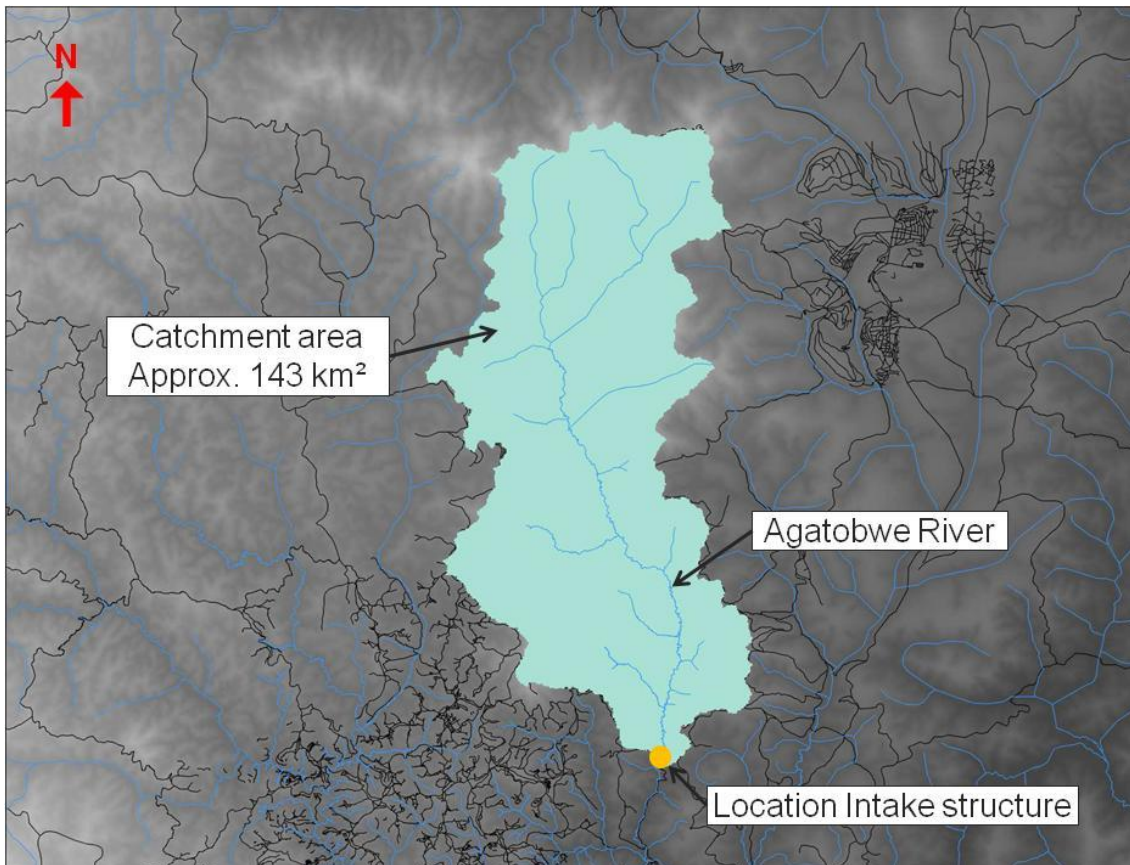 N
Catchment area
Approx. 143 km²
Agatobwe River
Location Intake structure